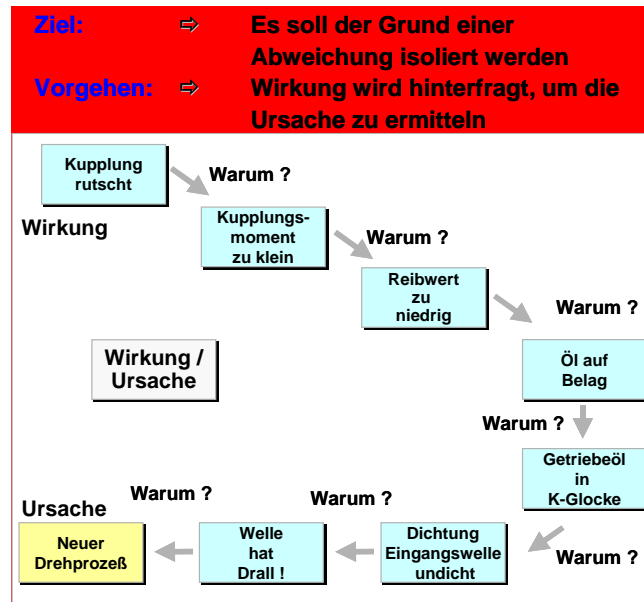 Ziel: ⇨ Es soll der Grund einer
Abweichung isoliert werden
Vorgehen: ⇨ Wirkung wird hinterfragt, um die
Ursache zu ermitteln
Kupplung
rutscht
Warum ?
Wirkung
Kupplungs-
moment
zu klein
Warum ?
Reibwert
zu
niedrig
Warum ?
Wirkung /
Ursache
Öl auf
Belag
Warum ?
Getriebeöl
in
K-Glocke
Warum ?
Dichtung
Eingangswelle
undicht
Warum ?
Welle
hat
Drall !
Warum ?
Ursache
Neuer
Drehprozeß